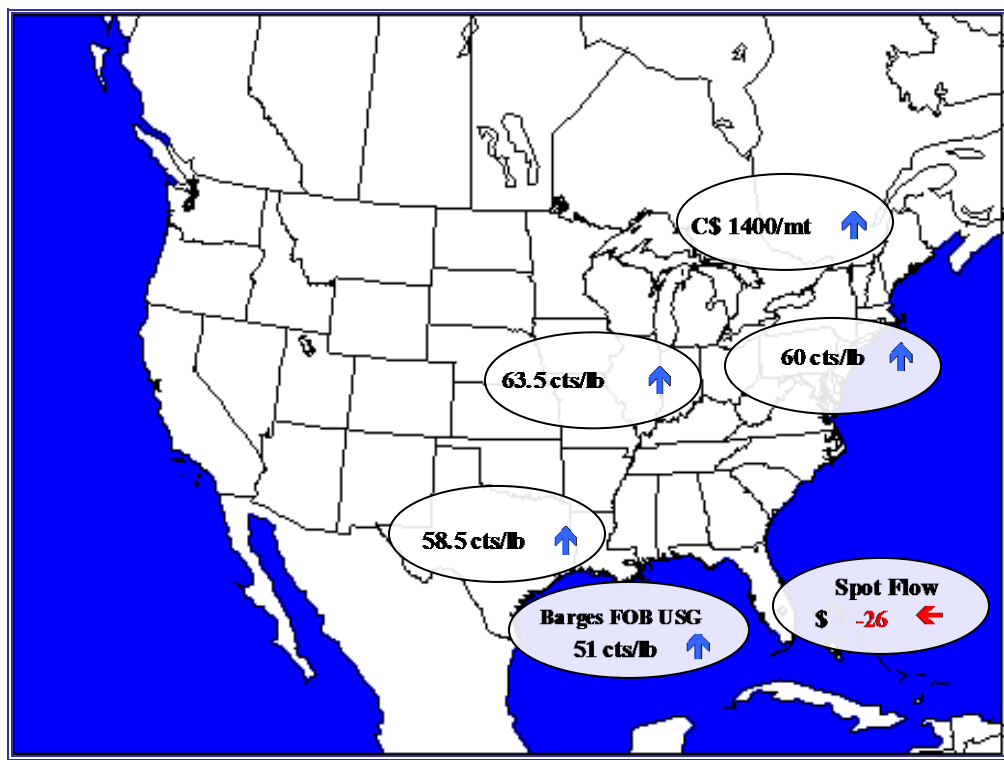 C$ 1400/mt
60 cts/lb
63.5 cts/lb
58.5 cts/lb
Barges FOB USG
51 cts/lb
Spot Flow
$ -26